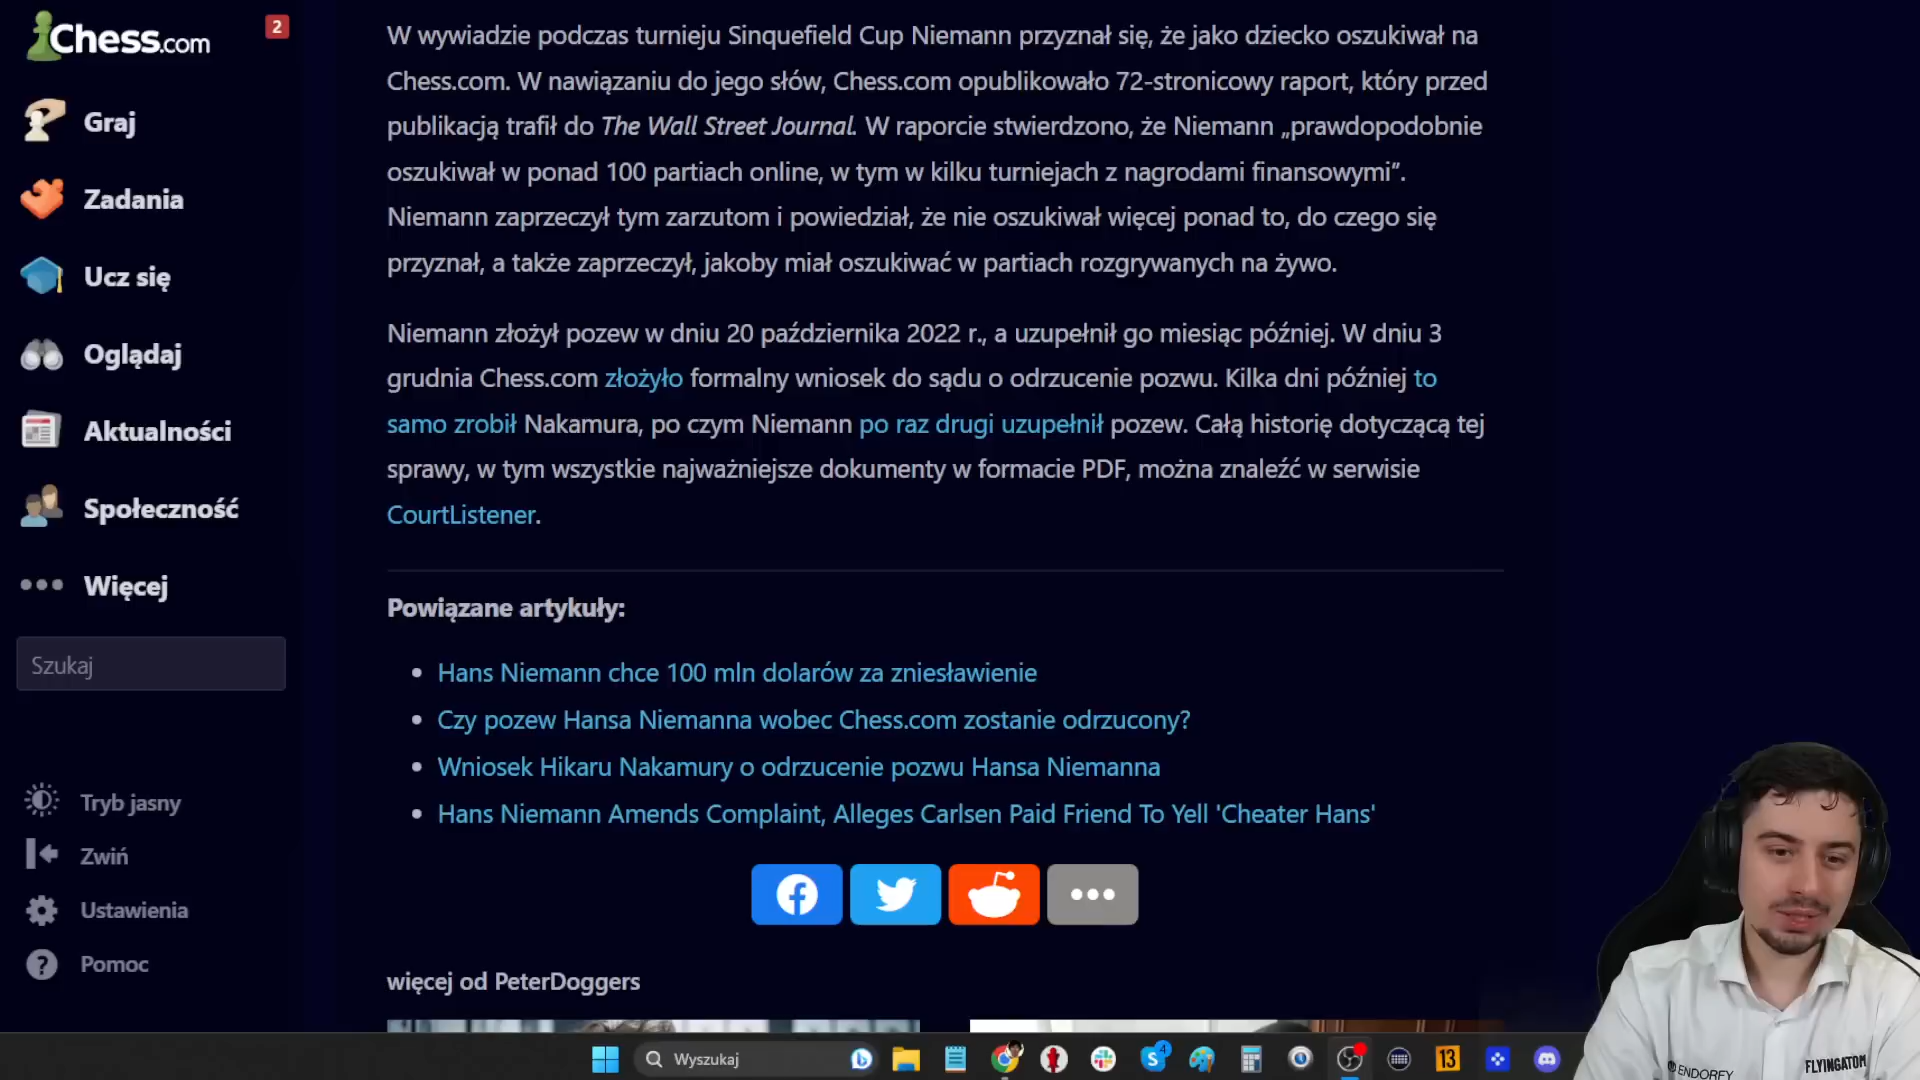 Chess.com
2
Graj
Zadania
Ucz się
Oglądaj
Aktualności
Społeczność
Więcej
Szukaj
Tryb jasny
Zwiń
Ustawienia
Pomoc
W wywiadzie podczas turnieju Sinquefield Cup Niemann przyznał się, że jako dziecko oszukiwał na
Chess.com. W nawiązaniu do jego słów, Chess.com opublikowało 72-stronicowy raport, który przed
publikacją trafił do The Wall Street Journal. W raporcie stwierdzono, że Niemann „prawdopodobnie
oszukiwał w ponad 100 partiach online, w tym w kilku turniejach z nagrodami finansowymi”.
Niemann zaprzeczył tym zarzutom i powiedział, że nie oszukiwał więcej ponad to, do czego się
przyznał, a także zaprzeczył, jakoby miał oszukiwać w partiach rozgrywanych na żywo.
Niemann złożył pozew w dniu 20 października 2022 r., a uzupełnił go miesiąc później. W dniu 3
grudnia Chess.com złożyło formalny wniosek do sądu o odrzucenie pozwu. Kilka dni później to
samo zrobił Nakamura, po czym Niemann po raz drugi uzupełnił pozew. Całą historię dotyczącą tej
sprawy, w tym wszystkie najważniejsze dokumenty w formacie PDF, można znaleźć w serwisie
CourtListener.
Powiązane artykuły:
• Hans Niemann chce 100 mln dolarów za zniesławienie
• Czy pozew Hansa Niemanna wobec Chess.com zostanie odrzucony?
• Wniosek Hikaru Nakamury o odrzucenie pozwu Hansa Niemanna
• Hans Niemann Amends Complaint, Alleges Carlsen Paid Friend To Yell 'Cheater Hans'
więcej od PeterDoggers
Wyszukaj
4
13
ENDORFY
FLYINGATOM